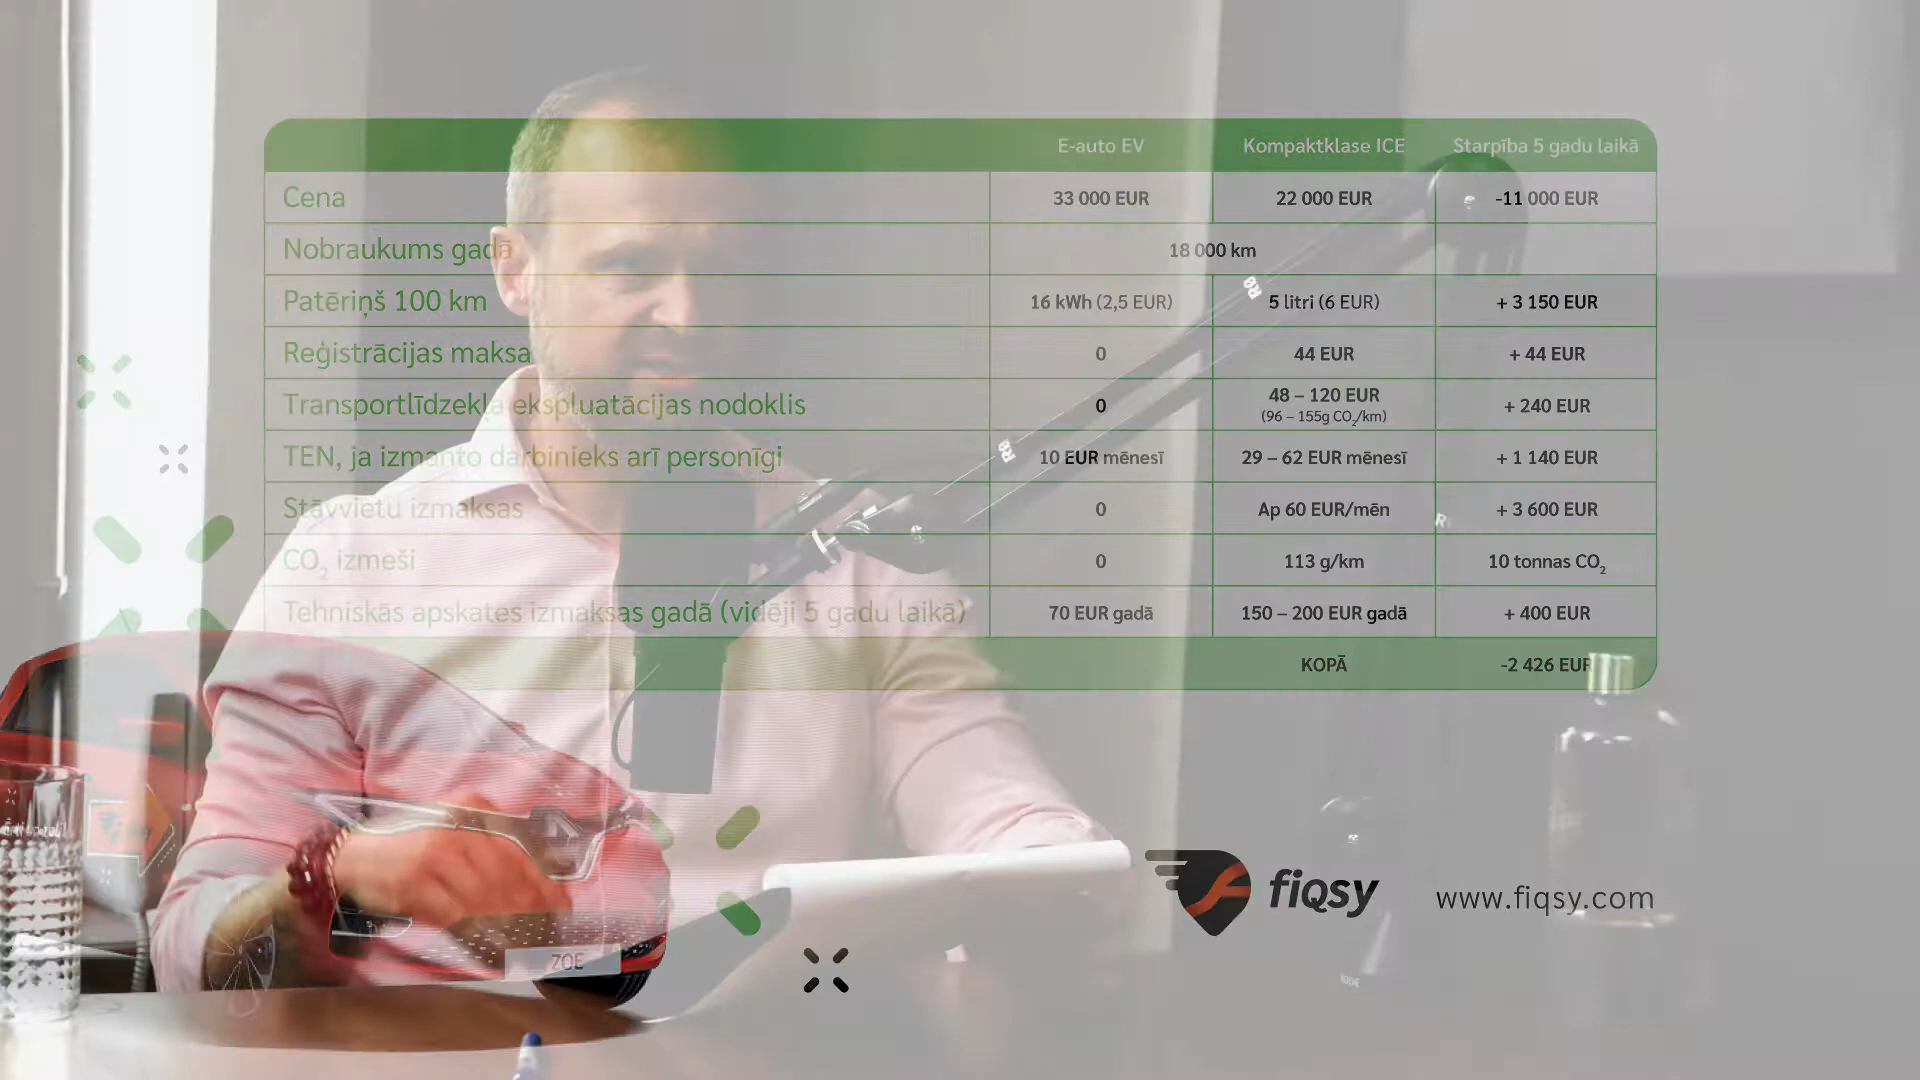 E-auto EV Kompaktklase ICE Starpība 5 gadu laikā
Cena 33 000 EUR 22 000 EUR -11 000 EUR
Nobraukums gadā 18 000 km
Patēriņš 100 km 16 kWh (2,5 EUR) 5 litri (6 EUR) + 3 150 EUR
Reģistrācijas maksa 0 44 EUR + 44 EUR
Transportlīdzekļa ekspluatācijas nodoklis 0 48 – 120 EUR + 240 EUR
(96 – 155g CO₂/km)
TEN, ja izmanto darbinieks arī personīgi 10 EUR mēnesī 29 – 62 EUR mēnesī + 1 140 EUR
Stāvvietu izmaksas 0 Ap 60 EUR/mēn + 3 600 EUR
CO₂ izmeši 0 113 g/km 10 tonnas CO₂
Tehniskās apskates izmaksas gadā (vidēji 5 gadu laikā) 70 EUR gadā 150 – 200 EUR gadā + 400 EUR
KOPĀ -2 426 EUR
fiqsy www.fiqsy.com
ZOE
RODE